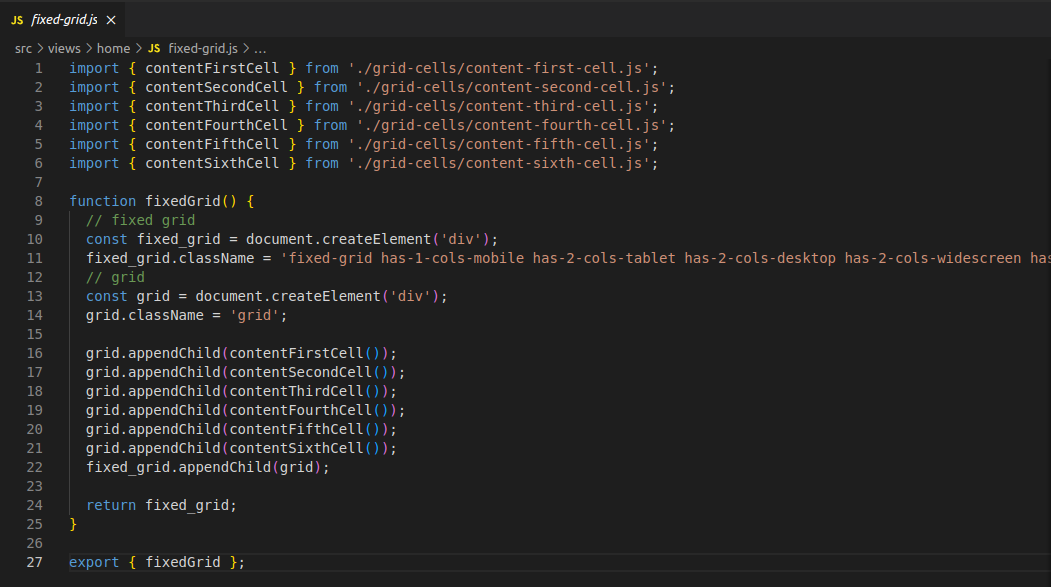 JS fixed-grid.js ×
src > views > home > JS fixed-grid.js > ...
1 import { contentFirstCell } from './grid-cells/content-first-cell.js';
2 import { contentSecondCell } from './grid-cells/content-second-cell.js';
3 import { contentThirdCell } from './grid-cells/content-third-cell.js';
4 import { contentFourthCell } from './grid-cells/content-fourth-cell.js';
5 import { contentFifthCell } from './grid-cells/content-fifth-cell.js';
6 import { contentSixthCell } from './grid-cells/content-sixth-cell.js';
7
8 function fixedGrid() {
9   // fixed grid
10   const fixed_grid = document.createElement('div');
11   fixed_grid.className = 'fixed-grid has-1-cols-mobile has-2-cols-tablet has-2-cols-desktop has-2-cols-widescreen has
12   // grid
13   const grid = document.createElement('div');
14   grid.className = 'grid';
15
16   grid.appendChild(contentFirstCell());
17   grid.appendChild(contentSecondCell());
18   grid.appendChild(contentThirdCell());
19   grid.appendChild(contentFourthCell());
20   grid.appendChild(contentFifthCell());
21   grid.appendChild(contentSixthCell());
22   fixed_grid.appendChild(grid);
23
24   return fixed_grid;
25 }
26
27 export { fixedGrid };